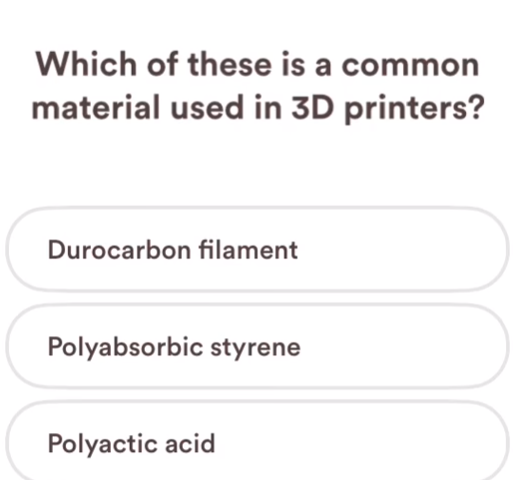 Which of these is a common
material used in 3D printers?
Durocarbon filament
Polyabsorbic styrene
Polyactic acid